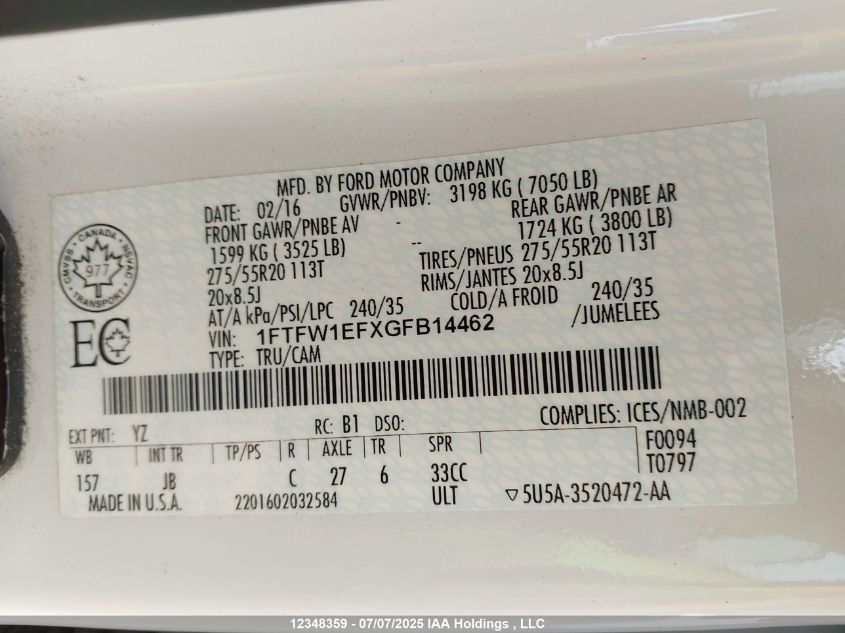 MFD. BY FORD MOTOR COMPANY
DATE: 02/16 GVWR/PNBV: 3198 KG ( 7050 LB)
FRONT GAWR/PNBE AV - REAR GAWR/PNBE AR
1599 KG ( 3525 LB) -- 1724 KG ( 3800 LB)
275/55R20 113T TIRES/PNEUS 275/55R20 113T
20x8.5J RIMS/JANTES 20x8.5J
AT/A kPa/PSI/LPC 240/35 COLD/A FROID 240/35
VIN: 1FTFW1EFXGFB14462 /JUMELEES
TYPE: TRU/CAM
CANADA
CMVSS NSVAC
977
TRANSPORT
EC
EXT PNT: YZ RC: B1 DSO: COMPLIES: ICES/NMB-002
WB INT TR TP/PS R AXLE TR SPR F0094
157 JB C 27 6 33CC T0797
MADE IN U.S.A. 2201602032584 ULT ▽5U5A-3520472-AA
12348359 - 07/07/2025 IAA Holdings , LLC